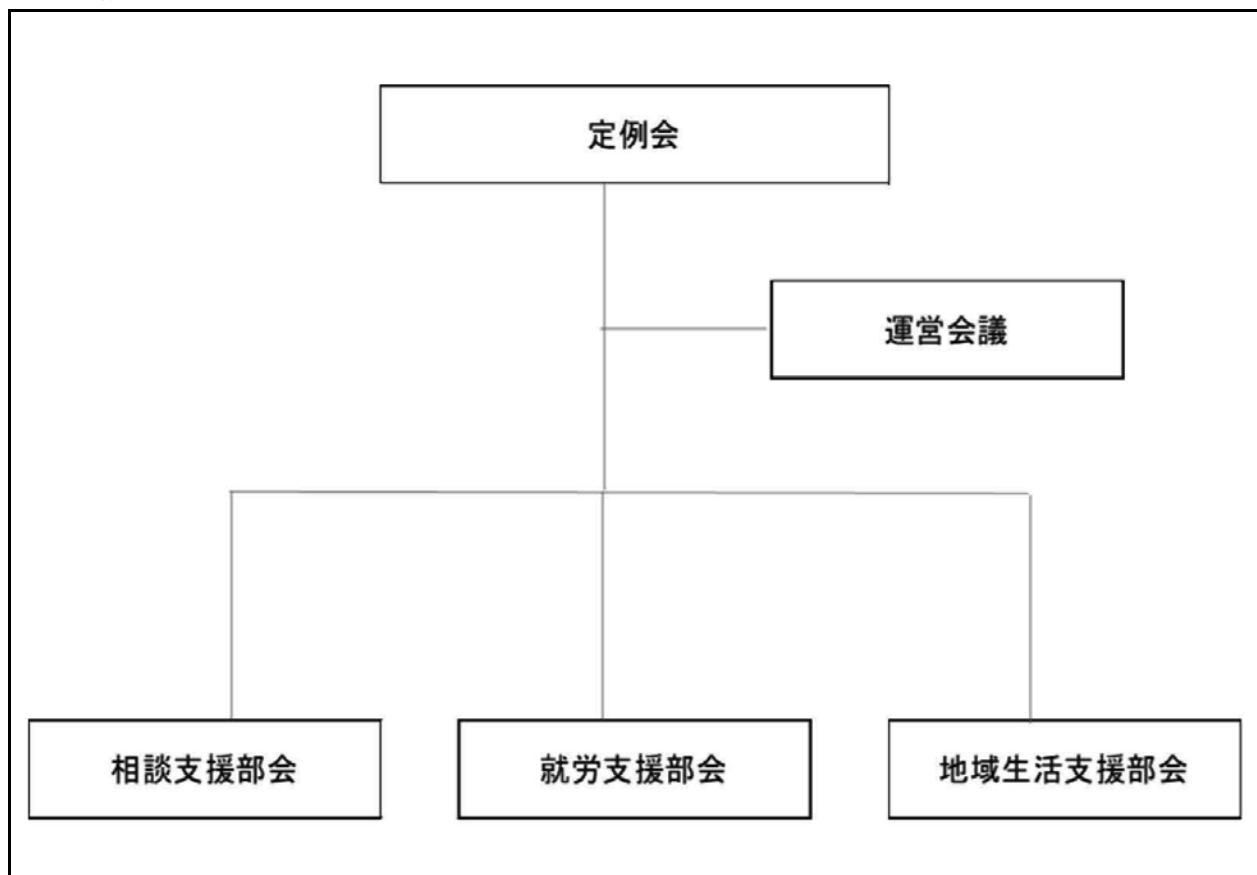 定例会
運営会議
相談支援部会
就労支援部会
地域生活支援部会